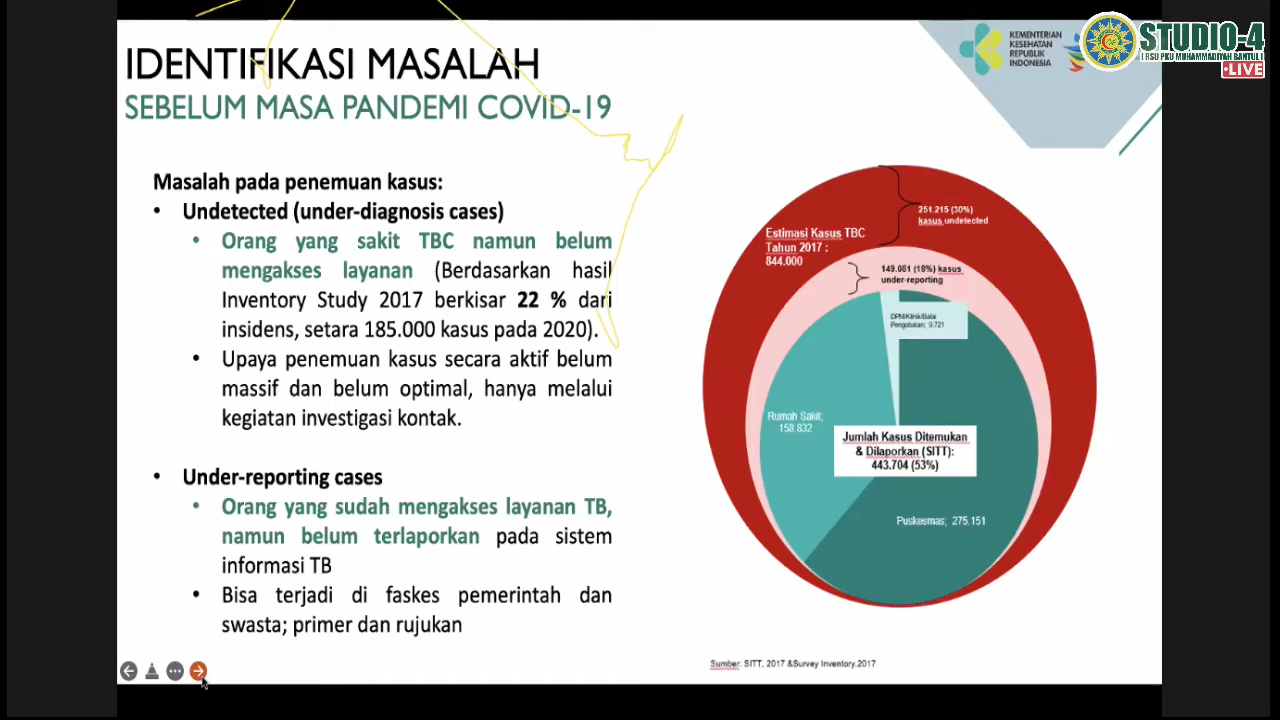 IDENTIFIKASI MASALAH
SEBELUM MASA PANDEMI COVID-19
KEMENTERIAN
KESEHATAN
REPUBLIK
INDONESIA
STUDIO-4
RSU PKU MUHAMMADIYAH BANTUL
LIVE
Masalah pada penemuan kasus:
• Undetected (under-diagnosis cases)
• Orang yang sakit TBC namun belum
mengakses layanan (Berdasarkan hasil
Inventory Study 2017 berkisar 22 % dari
insidens, setara 185.000 kasus pada 2020).
• Upaya penemuan kasus secara aktif belum
massif dan belum optimal, hanya melalui
kegiatan investigasi kontak.
• Under-reporting cases
• Orang yang sudah mengakses layanan TB,
namun belum terlaporkan pada sistem
informasi TB
• Bisa terjadi di faskes pemerintah dan
swasta; primer dan rujukan
251.215 (30%)
kasus undetected
Estimasi Kasus TBC
Tahun 2017 :
844.000
149.081 (18%) kasus
under-reporting
DPM/Klinik/Balai
Pengobatan; 9.721
Rumah Sakit;
158.832
Jumlah Kasus Ditemukan
& Dilaporkan (SITT):
443.704 (53%)
Puskesmas; 275.151
Sumber: SITT, 2017 &Survey Inventory.2017